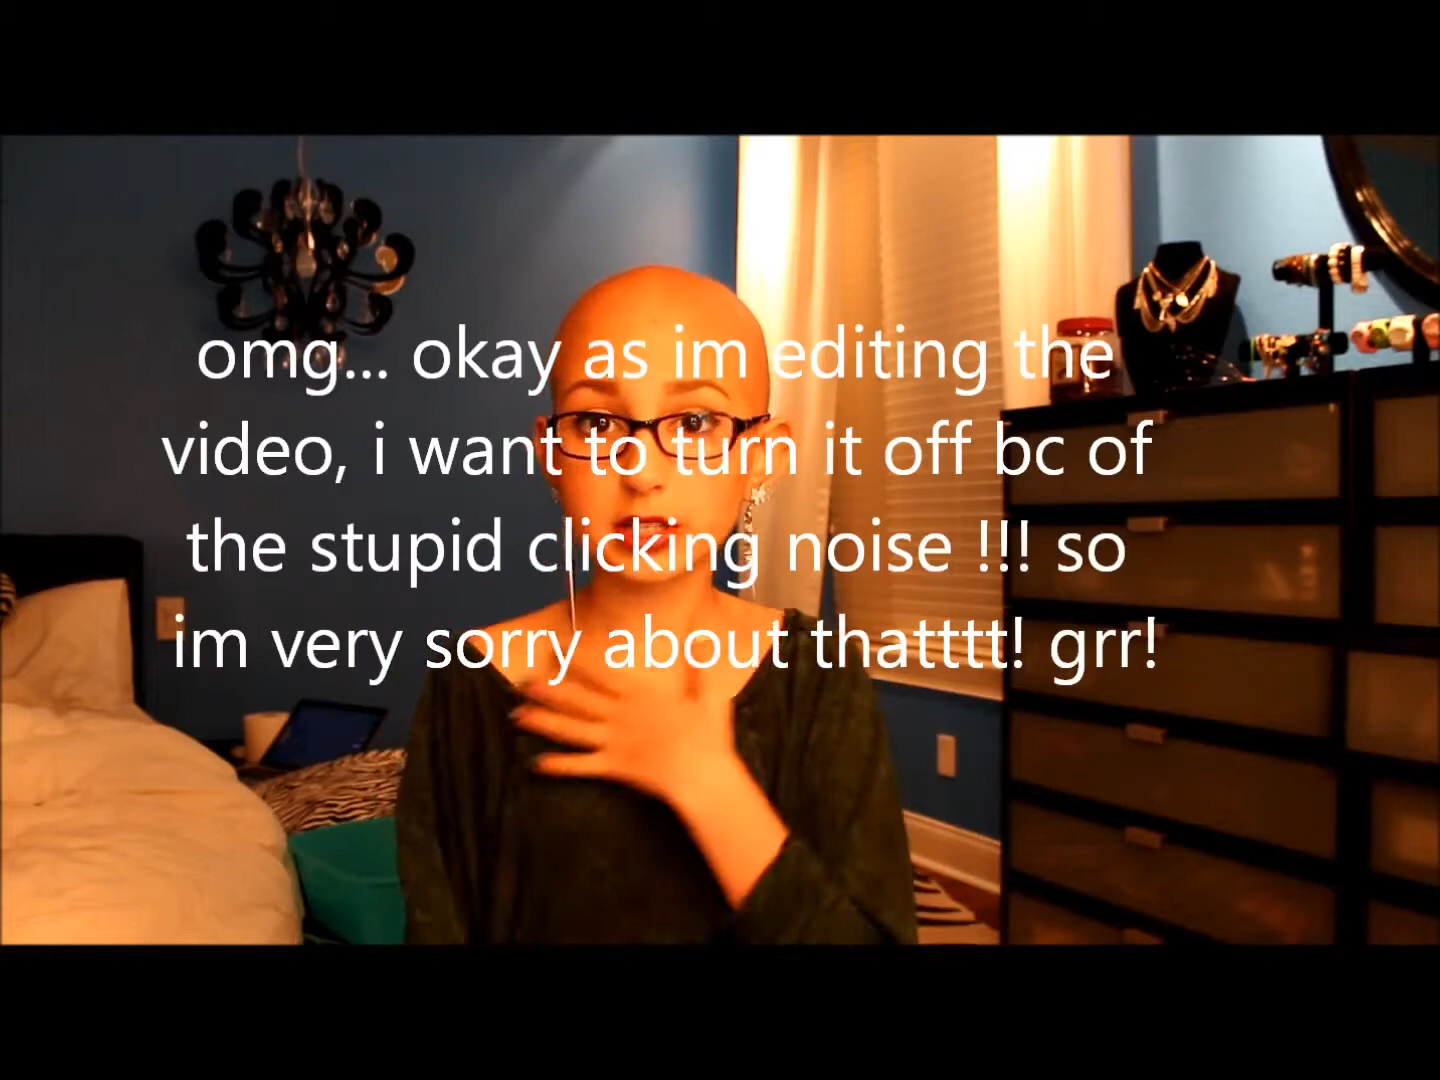 omg... okay as im editing the
video, i want to turn it off bc of
the stupid clicking noise !!! so
im very sorry about thatttt! grr!